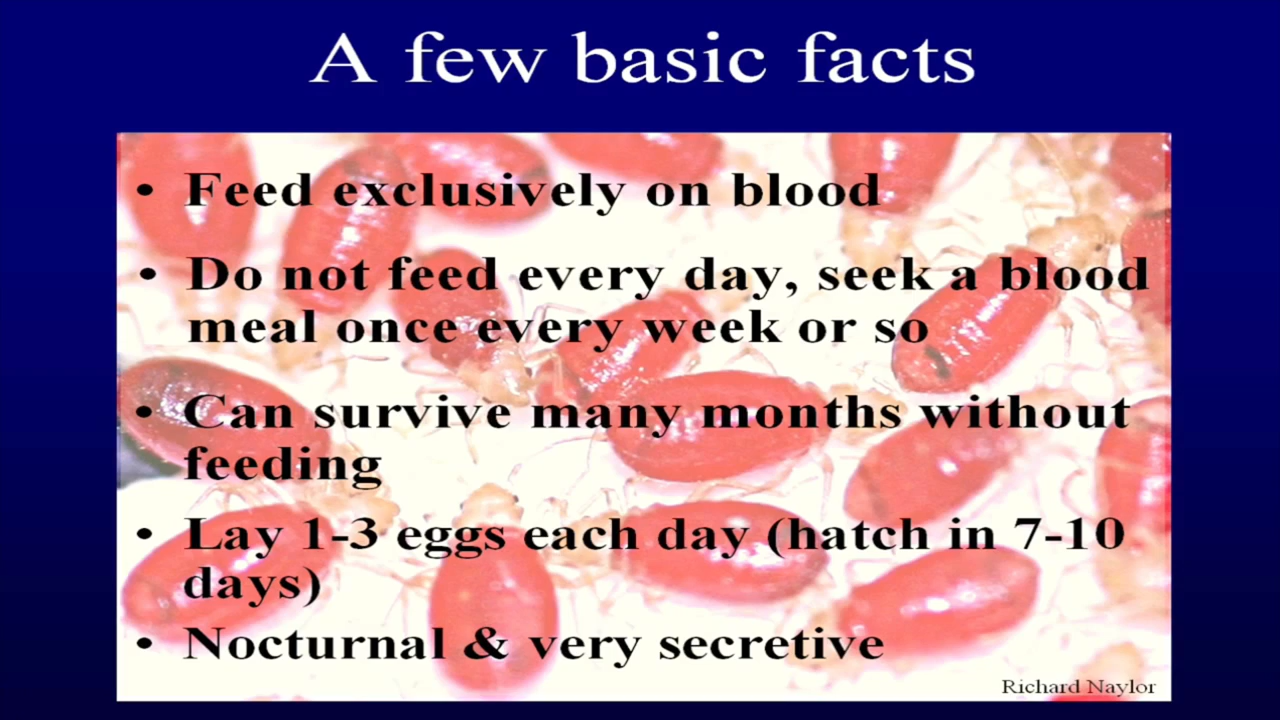 A few basic facts
• Feed exclusively on blood
• Do not feed every day, seek a blood
meal once every week or so
• Can survive many months without
feeding
• Lay 1-3 eggs each day (hatch in 7-10
days)
• Nocturnal & very secretive
Richard Naylor